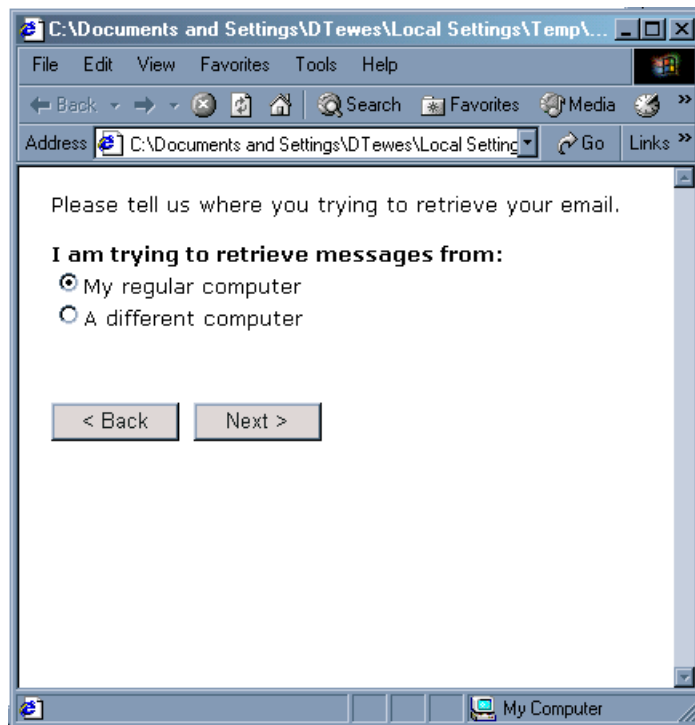 C:\Documents and Settings\DTewes\Local Settings\Temp\...
File Edit View Favorites Tools Help
Back Search Favorites Media »
Address C:\Documents and Settings\DTewes\Local Setting Go Links »
Please tell us where you trying to retrieve your email.
I am trying to retrieve messages from:
My regular computer
A different computer
< Back Next >
My Computer